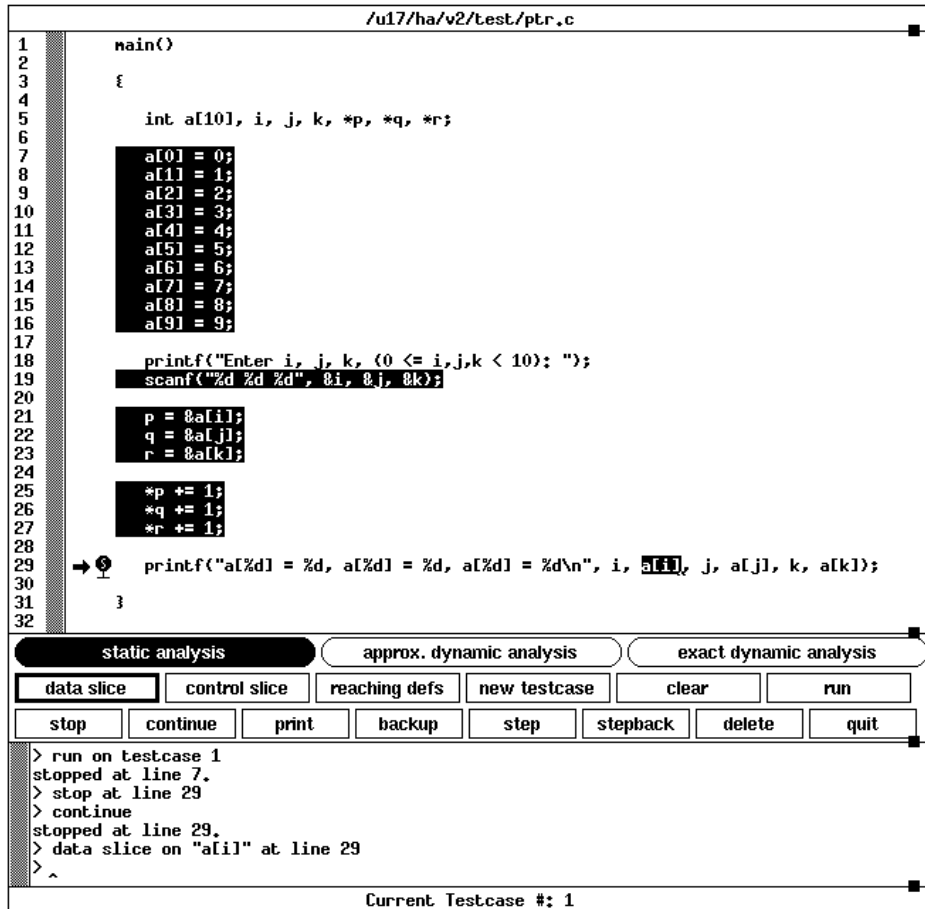 /u17/ha/v2/test/ptr.c
1 main()
2
3 {
4
5 int a[10], i, j, k, *p, *q, *r;
6
7 a[0] = 0;
8 a[1] = 1;
9 a[2] = 2;
10 a[3] = 3;
11 a[4] = 4;
12 a[5] = 5;
13 a[6] = 6;
14 a[7] = 7;
15 a[8] = 8;
16 a[9] = 9;
17
18 printf("Enter i, j, k, (0 <= i,j,k < 10): ");
19 scanf("%d %d %d", &i, &j, &k);
20
21 p = &a[i];
22 q = &a[j];
23 r = &a[k];
24
25 *p += 1;
26 *q += 1;
27 *r += 1;
28
29 S printf("a[%d] = %d, a[%d] = %d, a[%d] = %d\n", i, a[i], j, a[j], k, a[k]);
30
31 }
32
static analysis approx. dynamic analysis exact dynamic analysis
data slice control slice reaching defs new testcase clear run
stop continue print backup step stepback delete quit
> run on testcase 1
stopped at line 7.
> stop at line 29
> continue
stopped at line 29.
> data slice on "a[i]" at line 29
> ^
Current Testcase #: 1